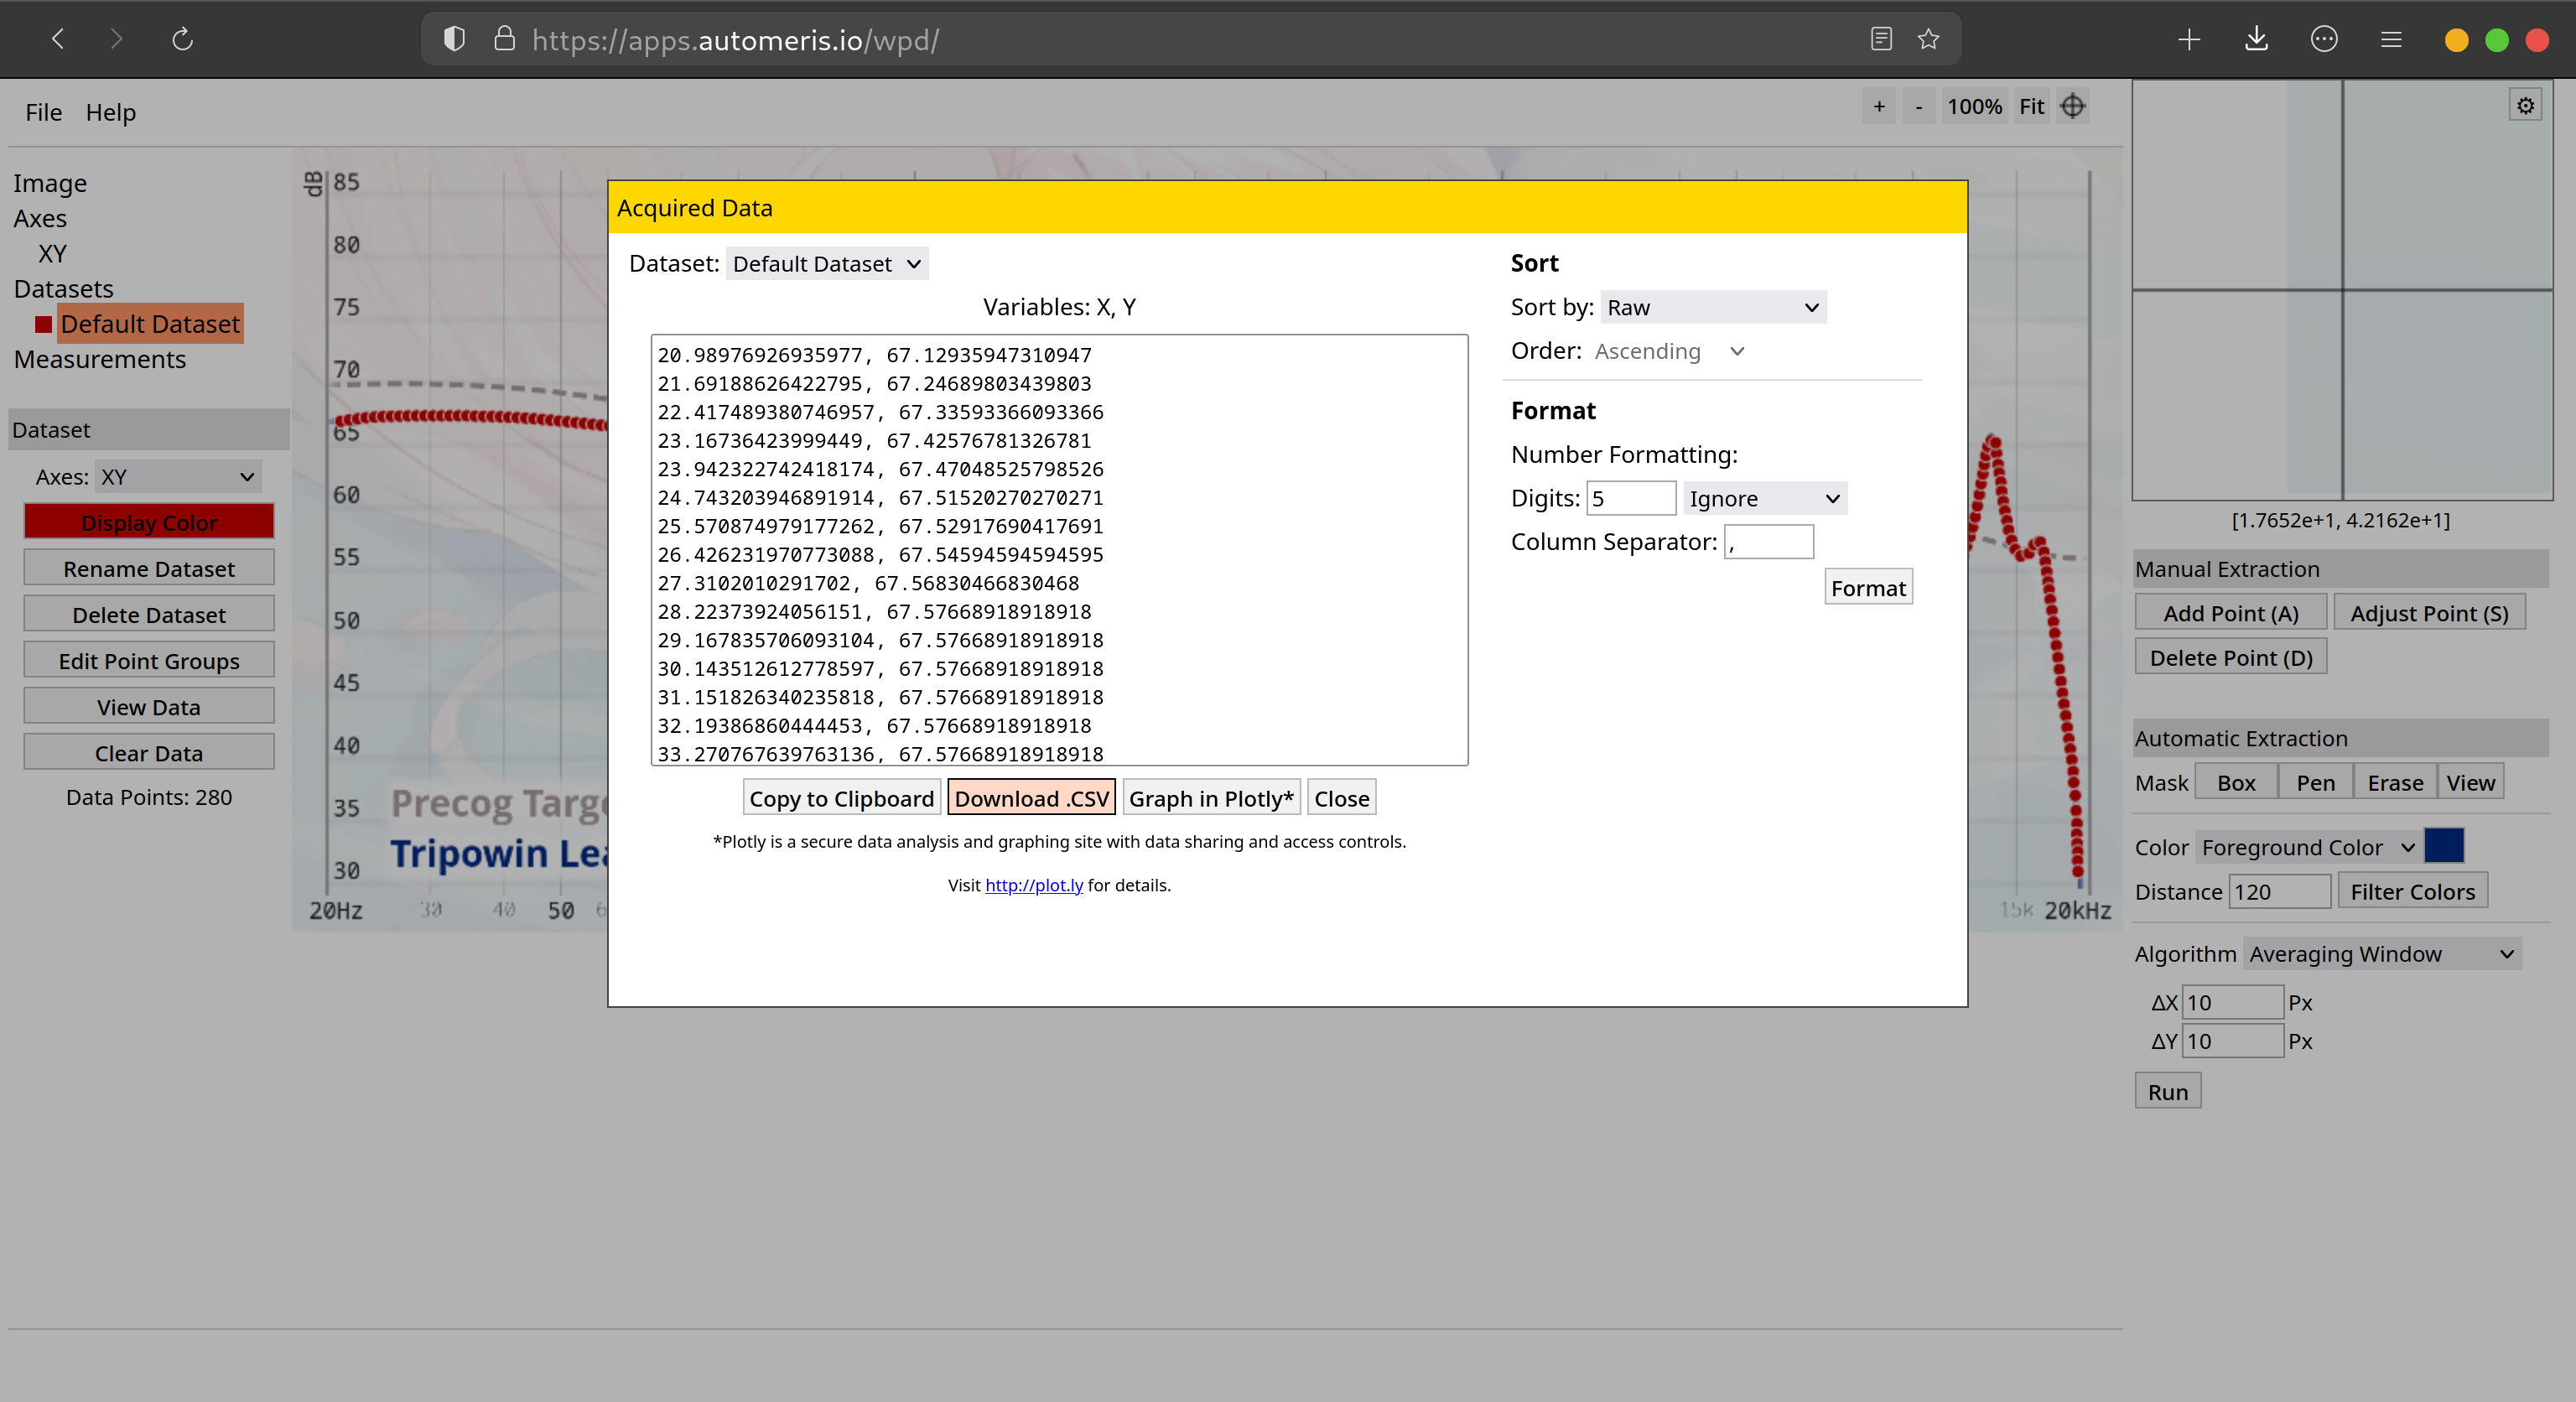 https://apps.automeris.io/wpd/
File Help
+ - 100% Fit
Image
Axes
XY
Datasets
Default Dataset
Measurements
Dataset
Axes: XY
Display Color
Rename Dataset
Delete Dataset
Edit Point Groups
View Data
Clear Data
Data Points: 280
dB
85
80
75
70
65
60
55
50
45
40
35
30
Precog Targ
Tripowin Lea
20Hz 30 40 50 6
15k 20kHz
Acquired Data
Dataset: Default Dataset
Variables: X, Y
20.98976926935977, 67.12935947310947
21.69188626422795, 67.24689803439803
22.417489380746957, 67.33593366093366
23.16736423999449, 67.42576781326781
23.942322742418174, 67.47048525798526
24.743203946891914, 67.51520270270271
25.570874979177262, 67.52917690417691
26.426231970773088, 67.54594594594595
27.3102010291702, 67.56830466830468
28.22373924056151, 67.57668918918918
29.167835706093104, 67.57668918918918
30.143512612778597, 67.57668918918918
31.151826340235818, 67.57668918918918
32.19386860444453, 67.57668918918918
33.270767639763136, 67.57668918918918
Copy to Clipboard Download .CSV Graph in Plotly* Close
*Plotly is a secure data analysis and graphing site with data sharing and access controls.
Visit http://plot.ly for details.
Sort
Sort by: Raw
Order: Ascending
Format
Number Formatting:
Digits: 5 Ignore
Column Separator: ,
Format
[1.7652e+1, 4.2162e+1]
Manual Extraction
Add Point (A) Adjust Point (S)
Delete Point (D)
Automatic Extraction
Mask Box Pen Erase View
Color Foreground Color
Distance 120 Filter Colors
Algorithm Averaging Window
ΔX 10 Px
ΔY 10 Px
Run